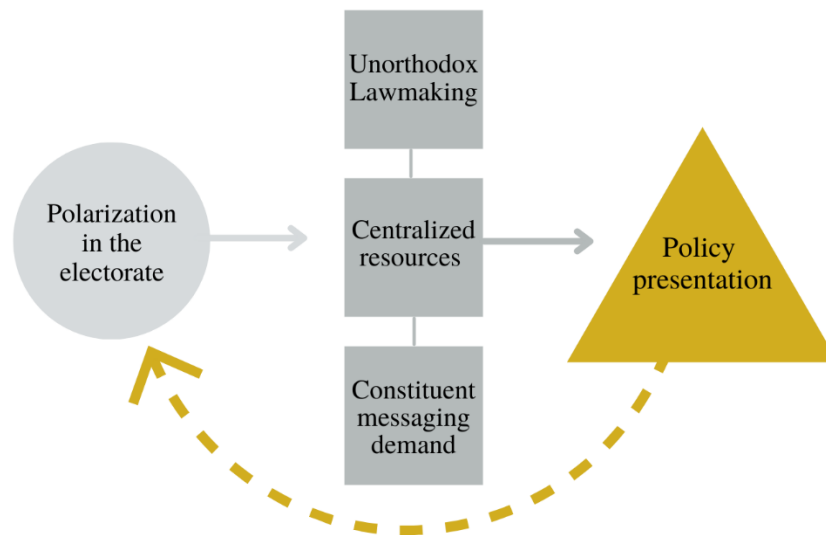 Unorthodox
Lawmaking
Polarization
in the
electorate
Centralized
resources
Policy
presentation
Constituent
messaging
demand